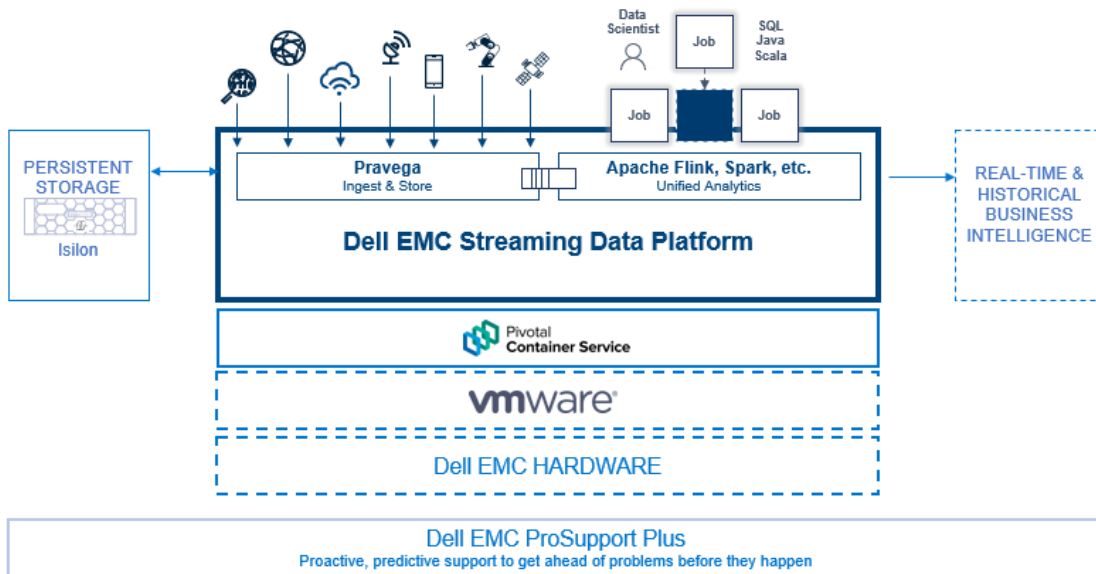 Data
Scientist
Job
SQL
Java
Scala
Job
Job
PERSISTENT
STORAGE
Isilon
Pravega
Ingest & Store
Apache Flink, Spark, etc.
Unified Analytics
Dell EMC Streaming Data Platform
REAL-TIME &
HISTORICAL
BUSINESS
INTELLIGENCE
Pivotal
Container Service
vmware®
Dell EMC HARDWARE
Dell EMC ProSupport Plus
Proactive, predictive support to get ahead of problems before they happen